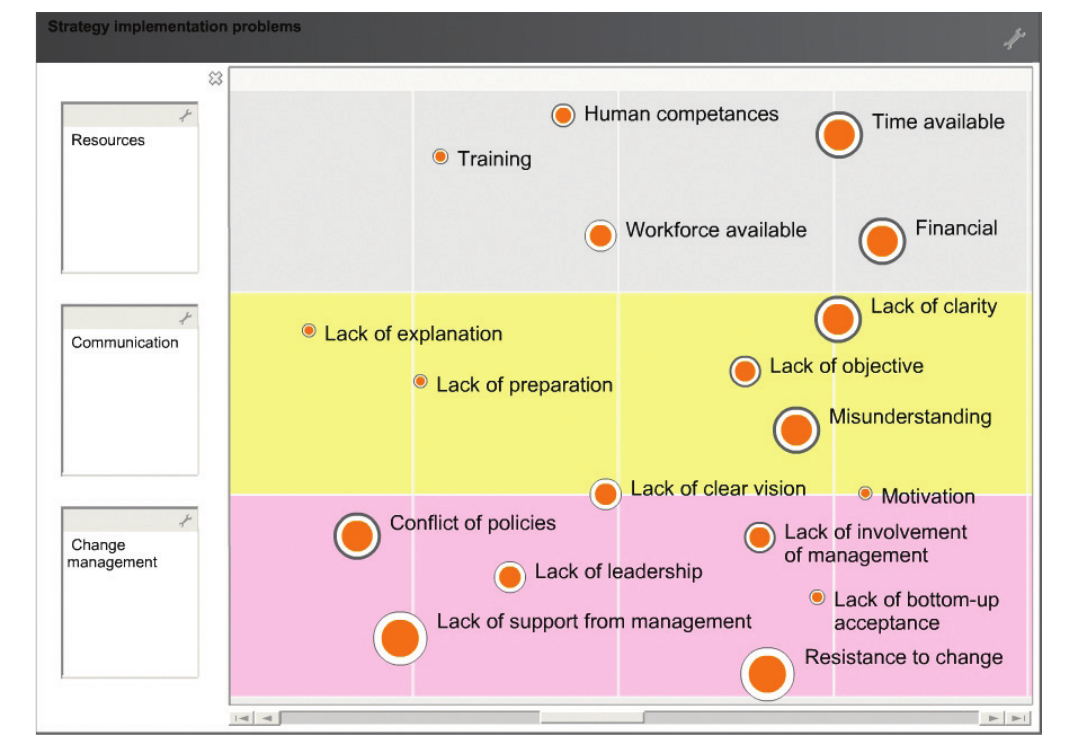 Strategy implementation problems
Resources
Human competances
Time available
Training
Workforce available
Financial
Communication
Lack of clarity
Lack of explanation
Lack of objective
Lack of preparation
Misunderstanding
Lack of clear vision
Motivation
Change
management
Conflict of policies
Lack of involvement
of management
Lack of leadership
Lack of bottom-up
acceptance
Lack of support from management
Resistance to change